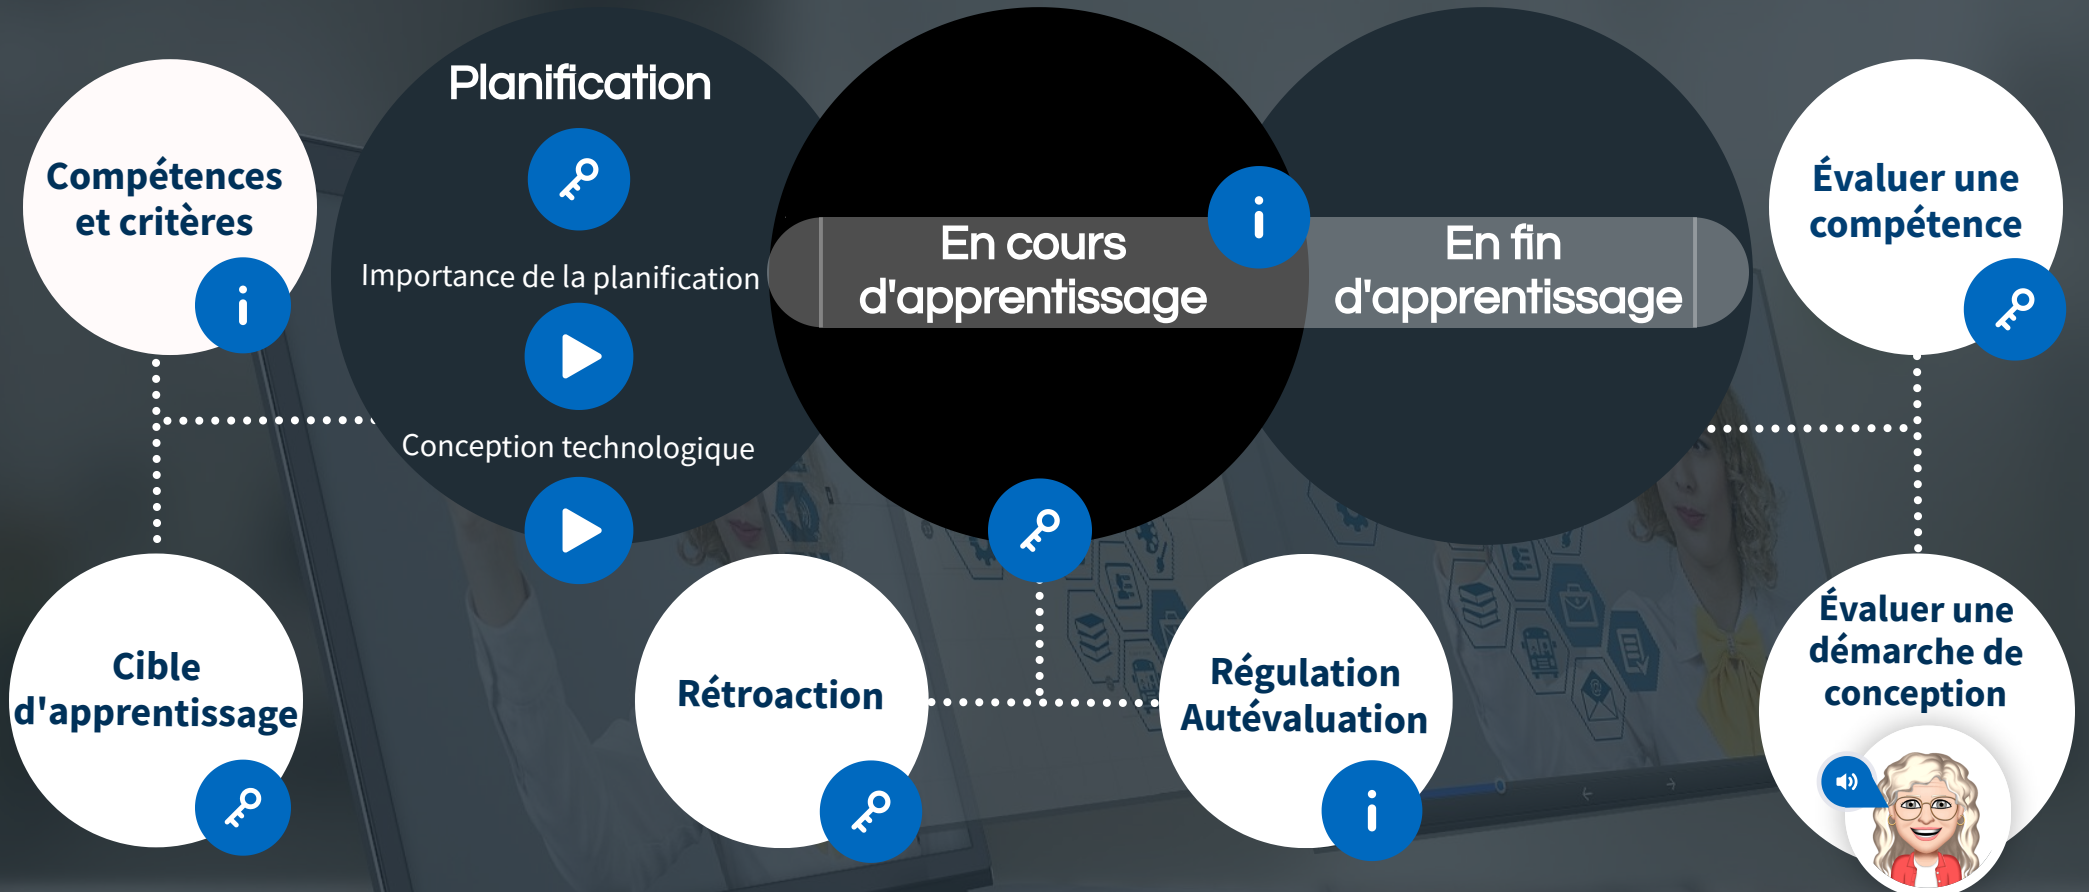 Compétences
et critères
Planification
Importance de la planification
Conception technologique
En cours
d'apprentissage
En fin
d'apprentissage
Évaluer une
compétence
Cible
d'apprentissage
Rétroaction
Régulation
Autévaluation
Évaluer une
démarche de
conception